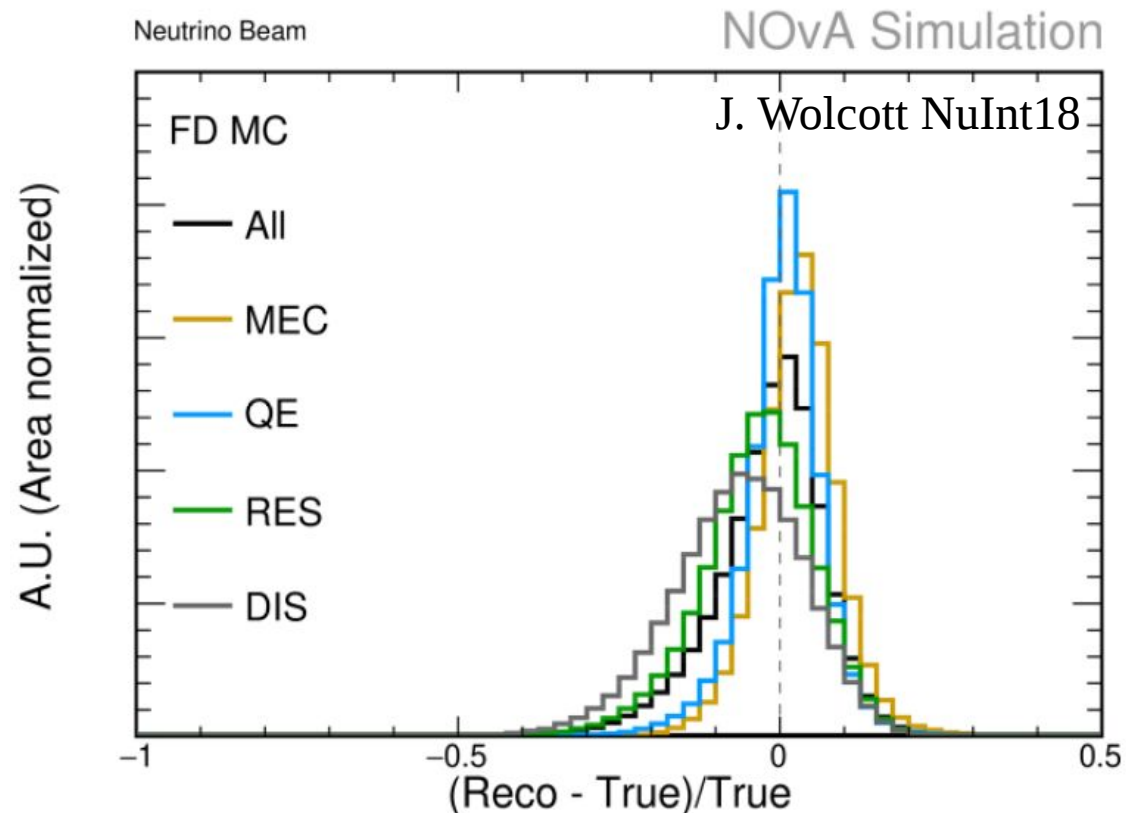 Neutrino Beam
NOvA Simulation
J. Wolcott NuInt18
FD MC
All
MEC
QE
RES
DIS
A.U. (Area normalized)
−1
−0.5
0
0.5
(Reco - True)/True